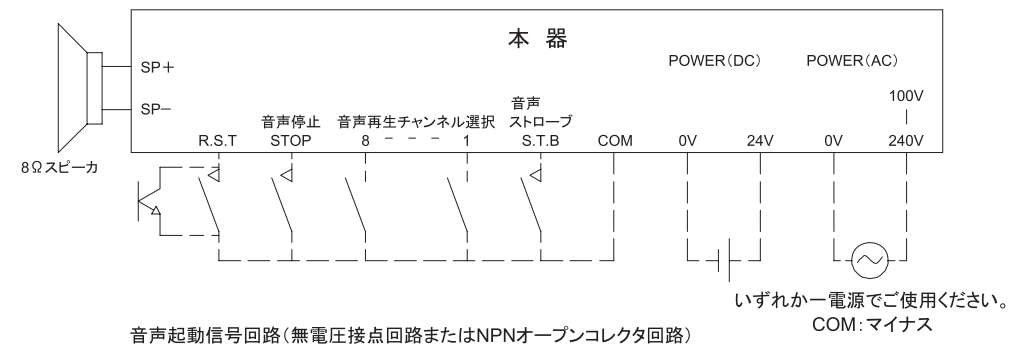 本 器
SP＋
SP－
8Ωスピーカ
POWER（DC）
POWER（AC）
100V
音声停止
音声再生チャンネル選択
音声
ストローブ
R.S.T
STOP
8 － － － 1
S.T.B
COM
0V
24V
0V
240V
いずれか一電源でご使用ください。
COM：マイナス
音声起動信号回路（無電圧接点回路またはNPNオープンコレクタ回路）